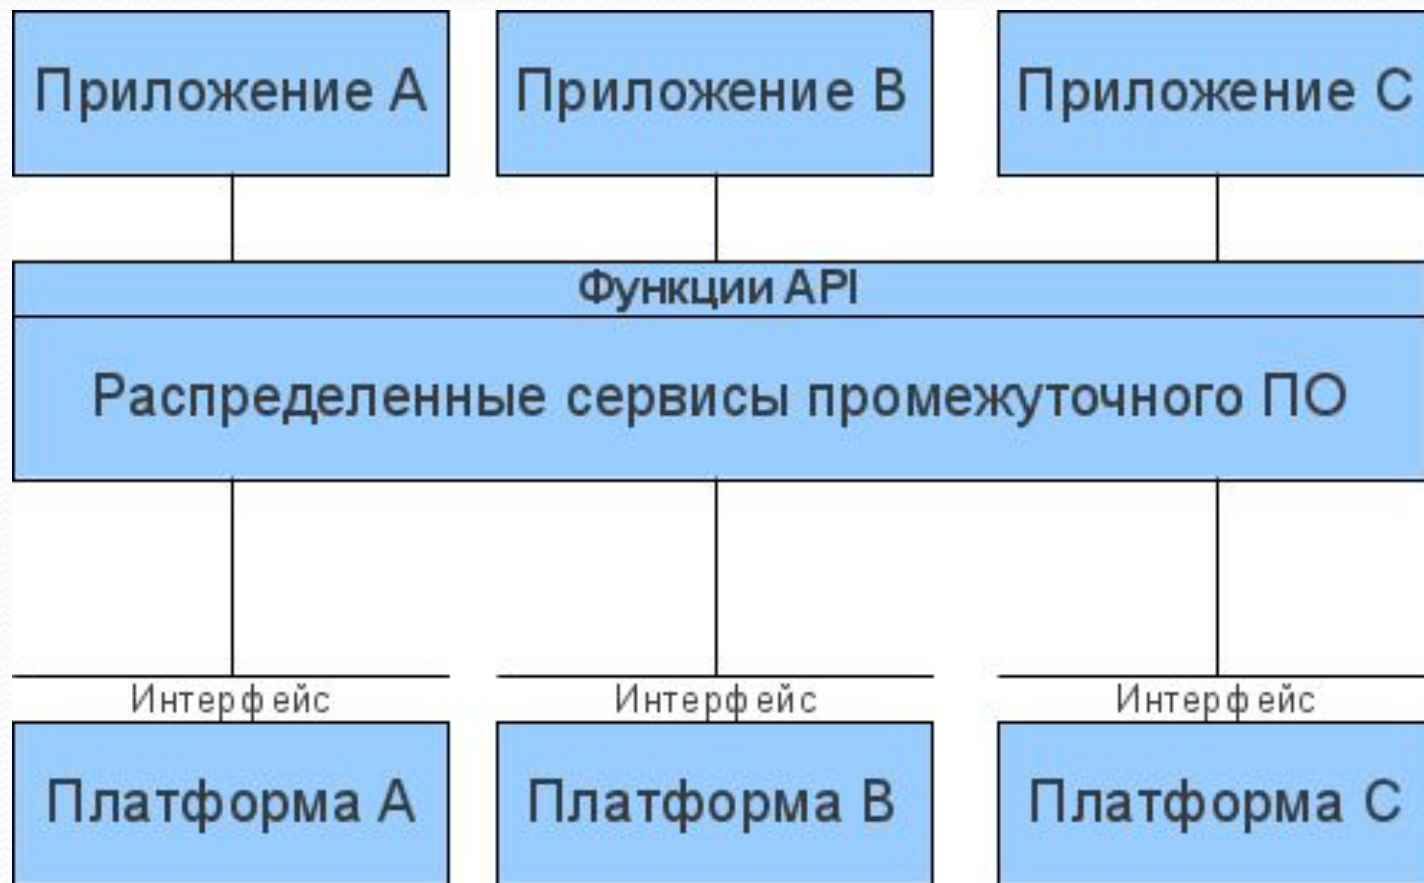 Приложение A
Приложение B
Приложение C
Функции API
Распределенные сервисы промежуточного ПО
Интерфейс
Интерфейс
Интерфейс
Платформа A
Платформа B
Платформа C